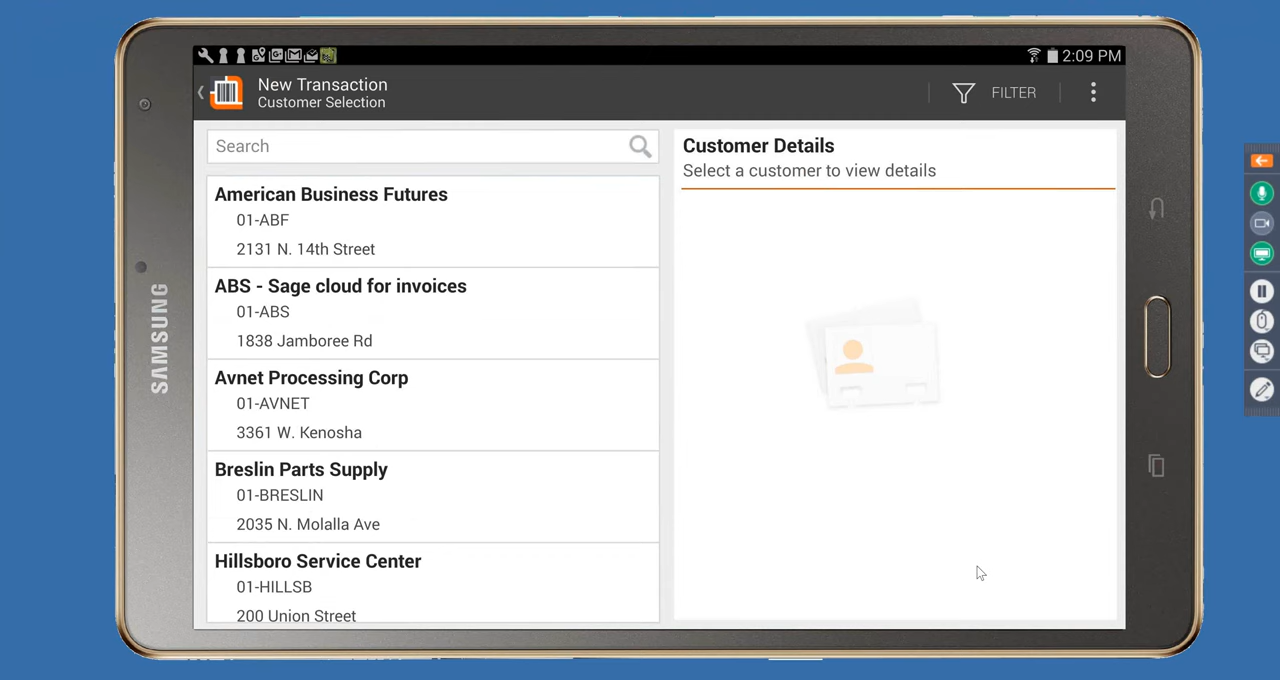 2:09 PM
New Transaction
Customer Selection
FILTER
Search
American Business Futures
01-ABF
2131 N. 14th Street
ABS - Sage cloud for invoices
01-ABS
1838 Jamboree Rd
Avnet Processing Corp
01-AVNET
3361 W. Kenosha
Breslin Parts Supply
01-BRESLIN
2035 N. Molalla Ave
Hillsboro Service Center
01-HILLSB
200 Union Street
Customer Details
Select a customer to view details
SAMSUNG